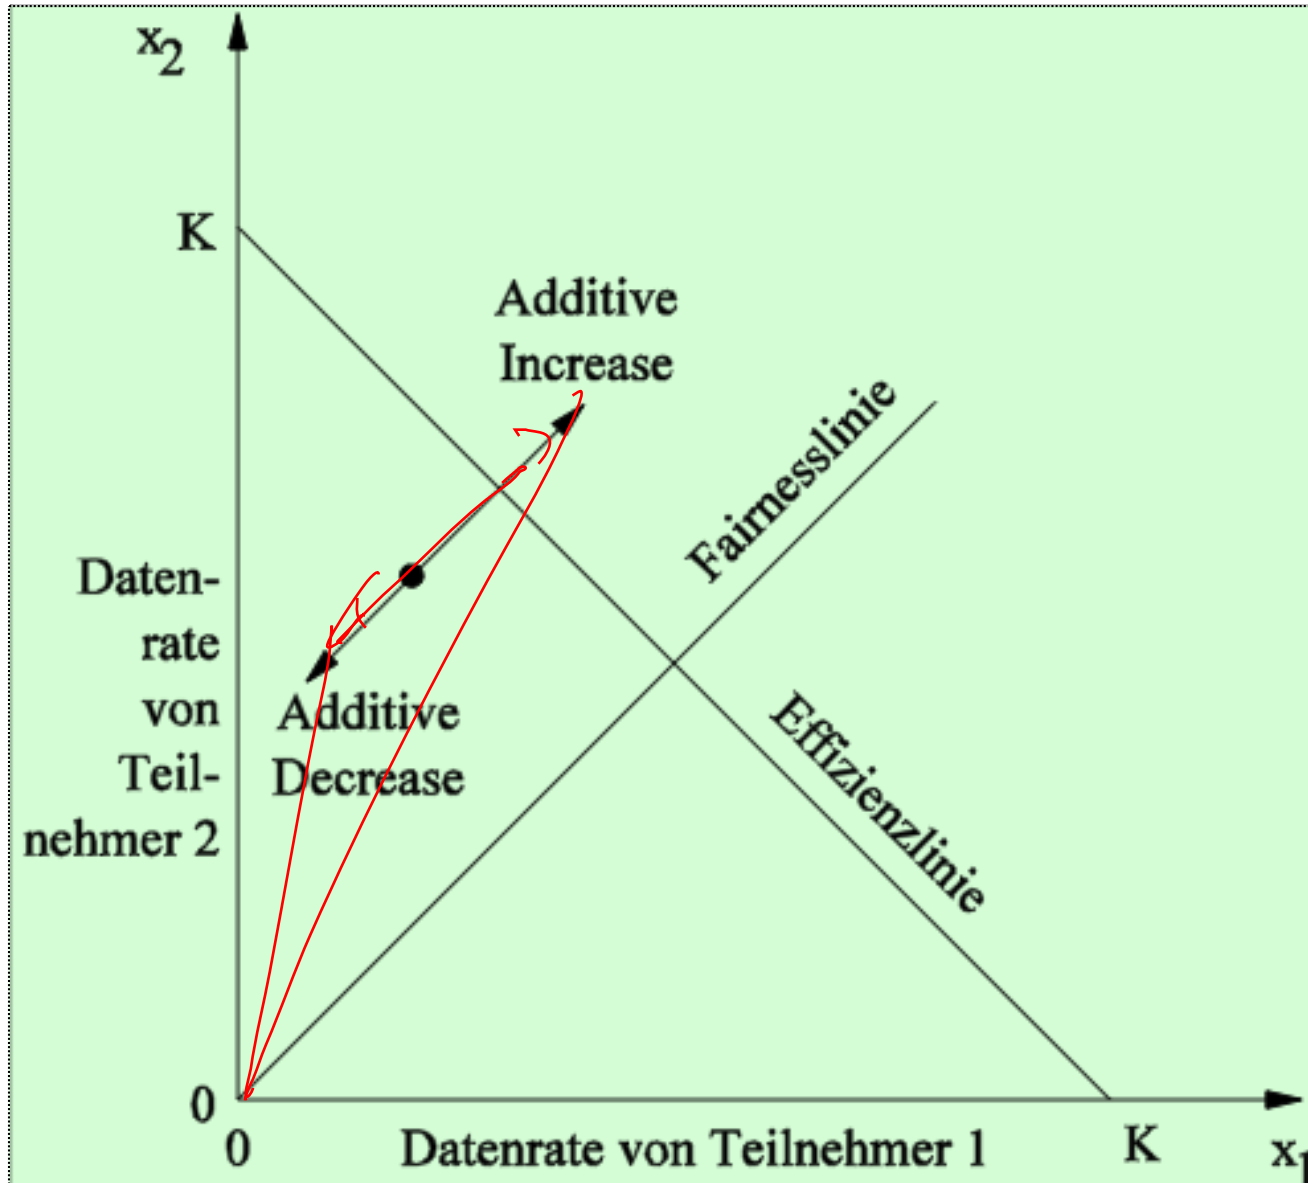 x2
K
Additive
Increase
Fairnesslinie
Daten-
rate
von
Teil-
nehmer 2
Additive
Decrease
Effizienzlinie
0
0
Datenrate von Teilnehmer 1
K
x1